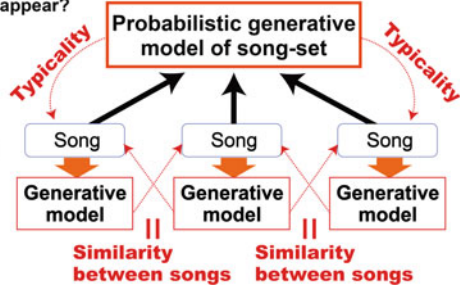 appear?
Probabilistic generative
model of song-set
Typicality
Typicality
Song
Song
Song
Generative
model
Generative
model
Generative
model
=
Similarity
between songs
=
Similarity
between songs